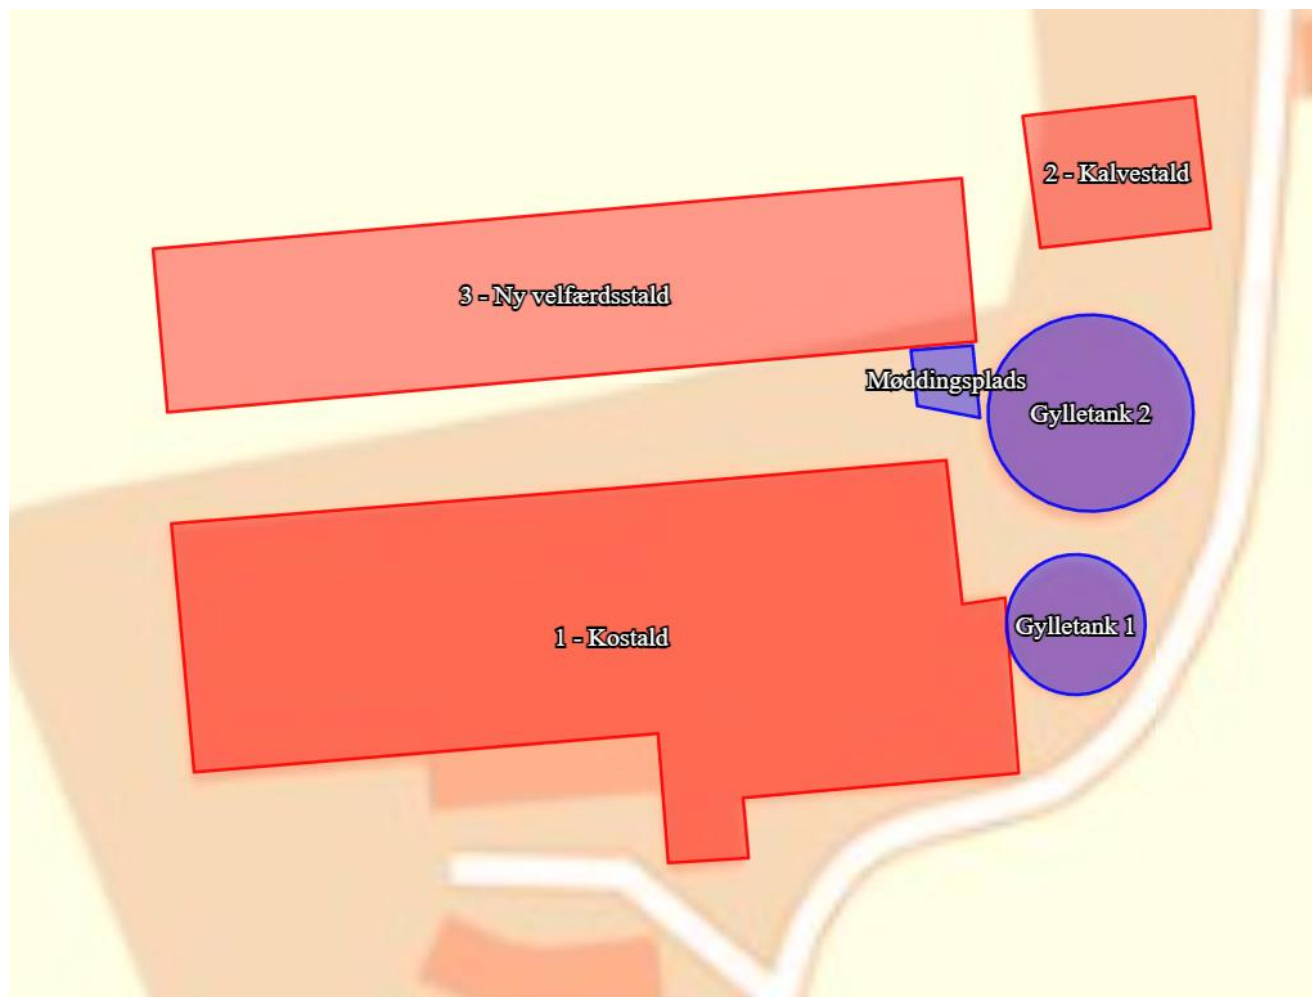 2 - Kalvestald
3 - Ny velfærdsstald
Møddingsplads
Gylletank 2
Gylletank 1
1 - Kostald